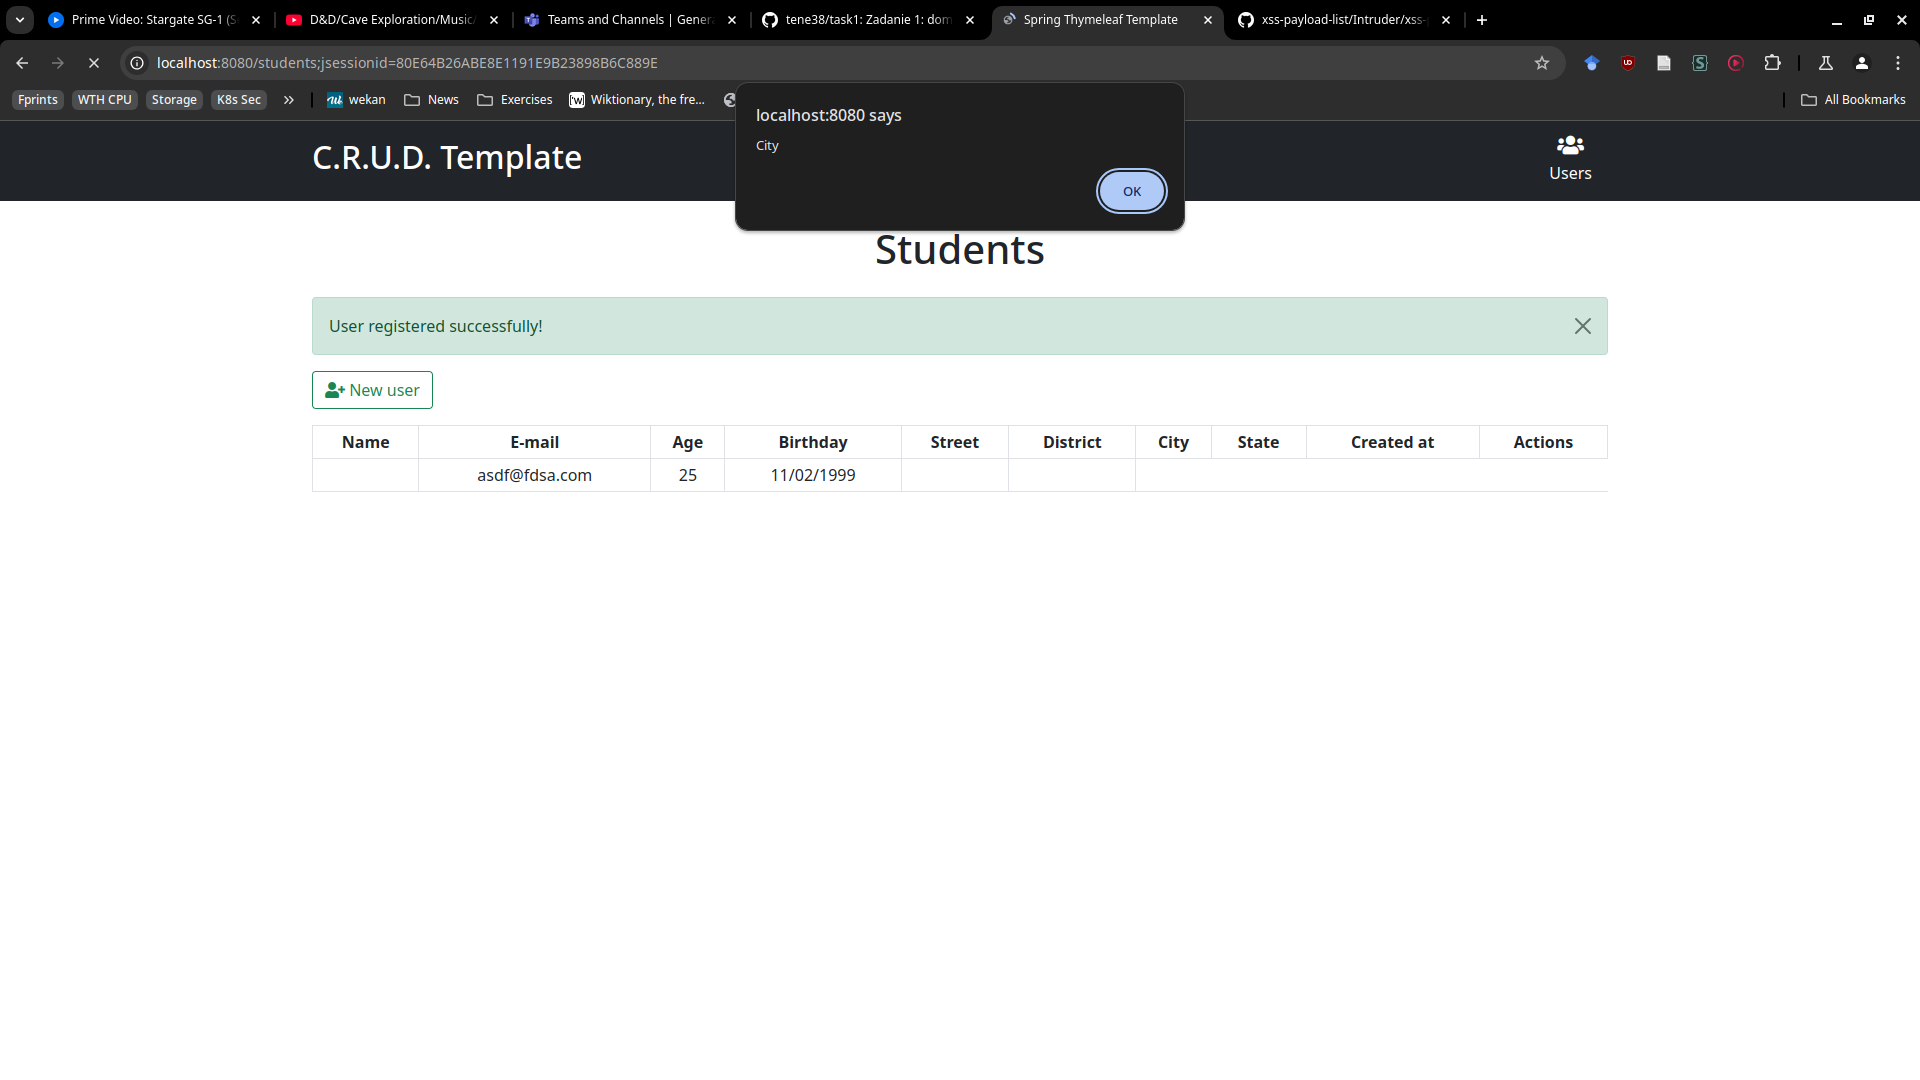 Prime Video: Stargate SG-1 (S
D&D/Cave Exploration/Music/
Teams and Channels | Genera
tene38/task1: Zadanie 1: dom
Spring Thymeleaf Template
xss-payload-list/Intruder/xss-
localhost:8080/students;jsessionid=80E64B26ABE8E1191E9B23898B6C889E
Fprints WTH CPU Storage K8s Sec wekan News Exercises Wiktionary, the fre... All Bookmarks
localhost:8080 says
City
OK
C.R.U.D. Template
Users
Students
User registered successfully!
New user
Name E-mail Age Birthday Street District City State Created at Actions
asdf@fdsa.com 25 11/02/1999